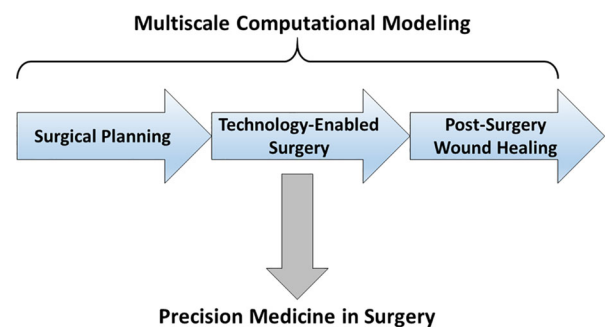 Multiscale Computational Modeling
Surgical Planning
Technology-Enabled
Surgery
Post-Surgery
Wound Healing
Precision Medicine in Surgery